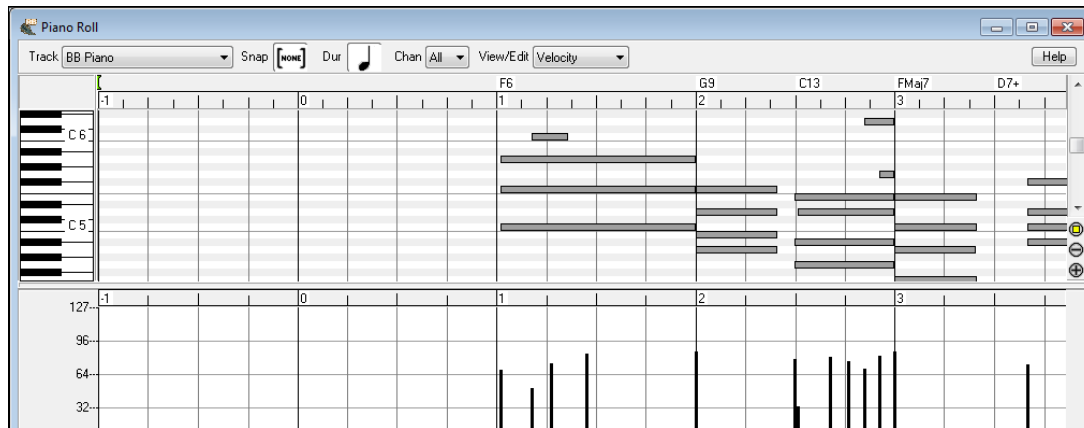 Piano Roll
Track BB Piano Snap [NONE] Dur Chan All View/Edit Velocity Help
F6 G9 C13 FMaj7 D7+
-1 0 1 2 3
C 6
C 5
-1 0 1 2 3
127
96
64
32